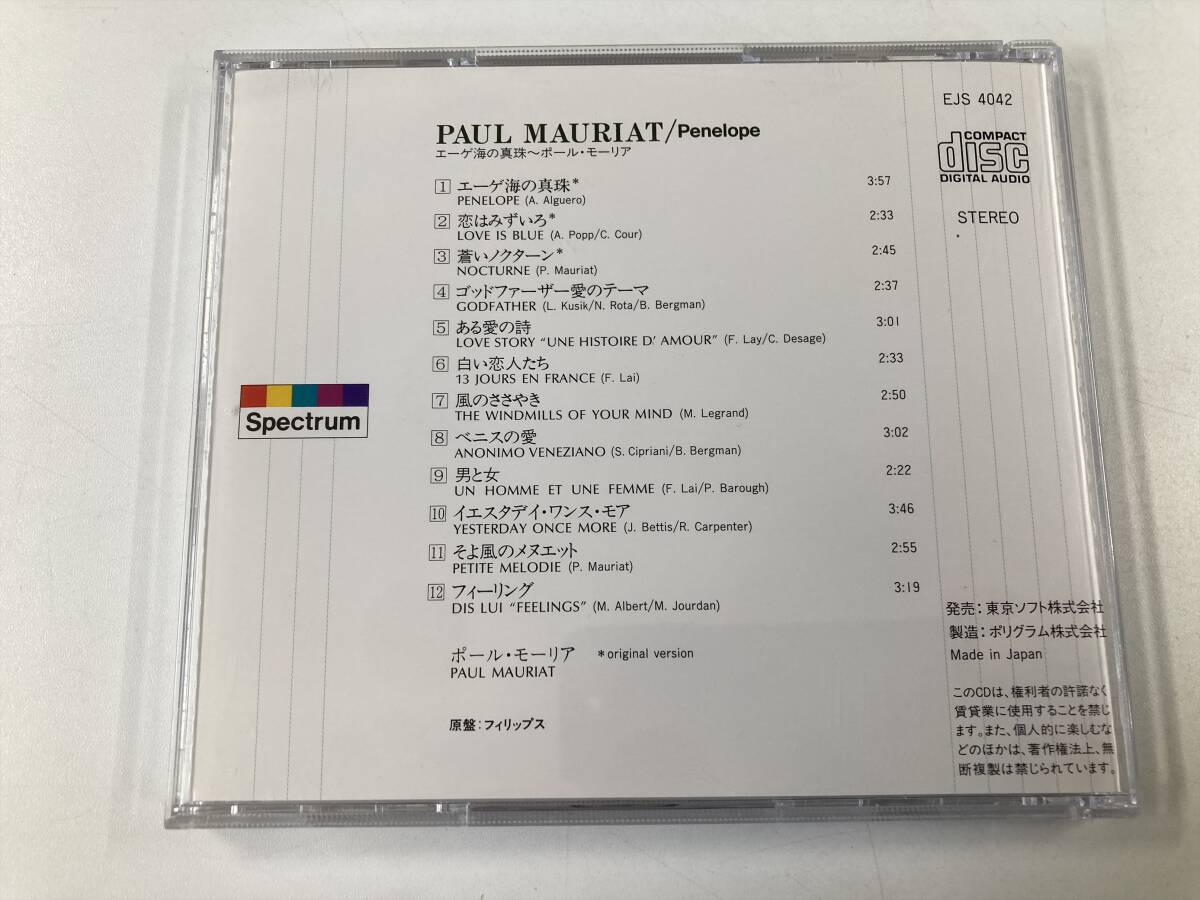 EJS 4042
COMPACT
disc
DIGITAL AUDIO
STEREO
PAUL MAURIAT/Penelope
エーゲ海の真珠～ポール・モーリア
1 エーゲ海の真珠* 3:57
PENELOPE (A. Alguero)
2 恋はみずいろ* 2:33
LOVE IS BLUE (A. Popp/C. Cour)
3 蒼いノクターン* 2:45
NOCTURNE (P. Mauriat)
4 ゴッドファーザー愛のテーマ 2:37
GODFATHER (L. Kusik/N. Rota/B. Bergman)
5 ある愛の詩 3:01
LOVE STORY “UNE HISTOIRE D’ AMOUR” (F. Lay/C. Desage)
6 白い恋人たち 2:33
13 JOURS EN FRANCE (F. Lai)
7 風のささやき 2:50
THE WINDMILLS OF YOUR MIND (M. Legrand)
8 ベニスの愛 3:02
ANONIMO VENEZIANO (S. Cipriani/B. Bergman)
9 男と女 2:22
UN HOMME ET UNE FEMME (F. Lai/P. Barough)
10 イエスタデイ・ワンス・モア 3:46
YESTERDAY ONCE MORE (J. Bettis/R. Carpenter)
11 そよ風のメヌエット 2:55
PETITE MELODIE (P. Mauriat)
12 フィーリング 3:19
DIS LUI “FEELINGS” (M. Albert/M. Jourdan)
ポール・モーリア *original version
PAUL MAURIAT
原盤:フィリップス
Spectrum
発売:東京ソフト株式会社
製造:ポリグラム株式会社
Made in Japan
このCDは、権利者の許諾なく
賃貸業に使用することを禁じ
ます。また、個人的に楽しむな
どのほかは、著作権法上、無
断複製は禁じられています。